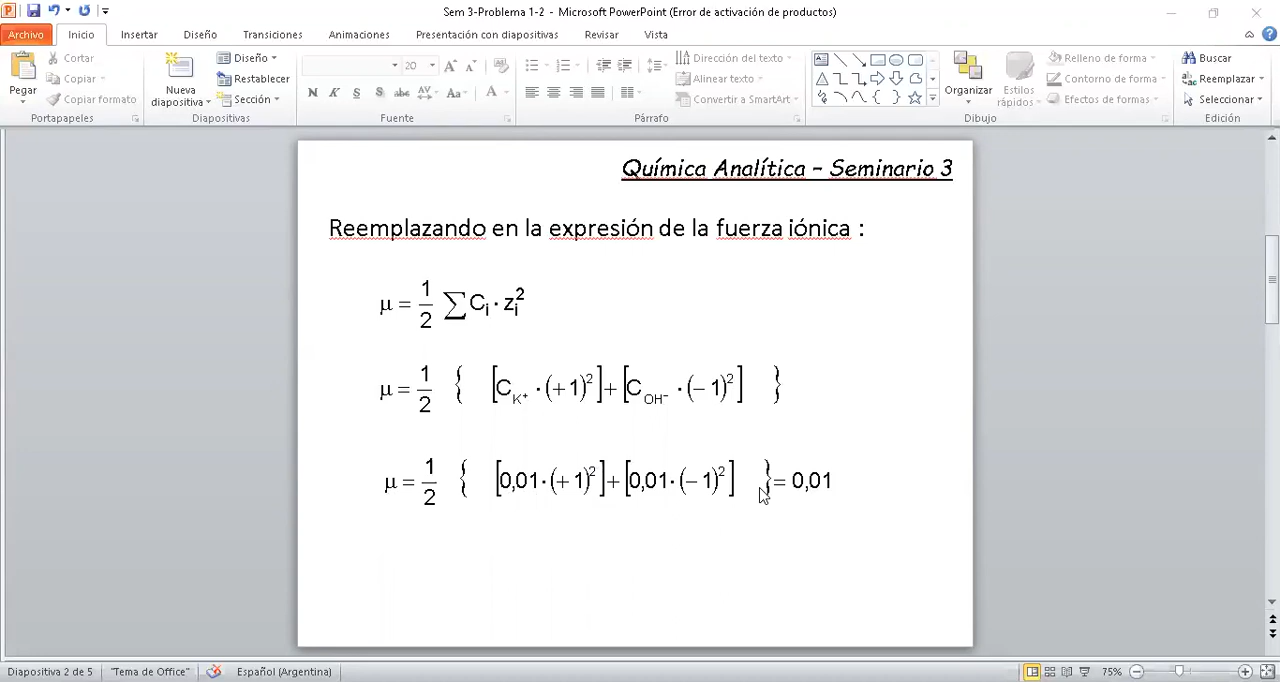 Sem 3-Problema 1-2 - Microsoft PowerPoint (Error de activación de productos)
Archivo Inicio Insertar Diseño Transiciones Animaciones Presentación con diapositivas Revisar Vista
Pegar
Cortar
Copiar
Copiar formato
Portapapeles
Nueva
diapositiva
Diseño
Restablecer
Sección
Diapositivas
20
N K S S abc AV Aa A
Fuente
Dirección del texto
Alinear texto
Convertir a SmartArt
Párrafo
Organizar
Estilos
rápidos
Relleno de forma
Contorno de forma
Efectos de formas
Dibujo
Buscar
Reemplazar
Seleccionar
Edición
Química Analítica - Seminario 3
Reemplazando en la expresión de la fuerza iónica :
μ = 1/2 ∑ Cᵢ · zᵢ²
μ = 1/2 { [C K⁺ · (+ 1)²] + [C OH⁻ · (− 1)²] }
μ = 1/2 { [0,01 · (+ 1)²] + [0,01 · (− 1)²] } = 0,01
Diapositiva 2 de 5 "Tema de Office" Español (Argentina) 75%